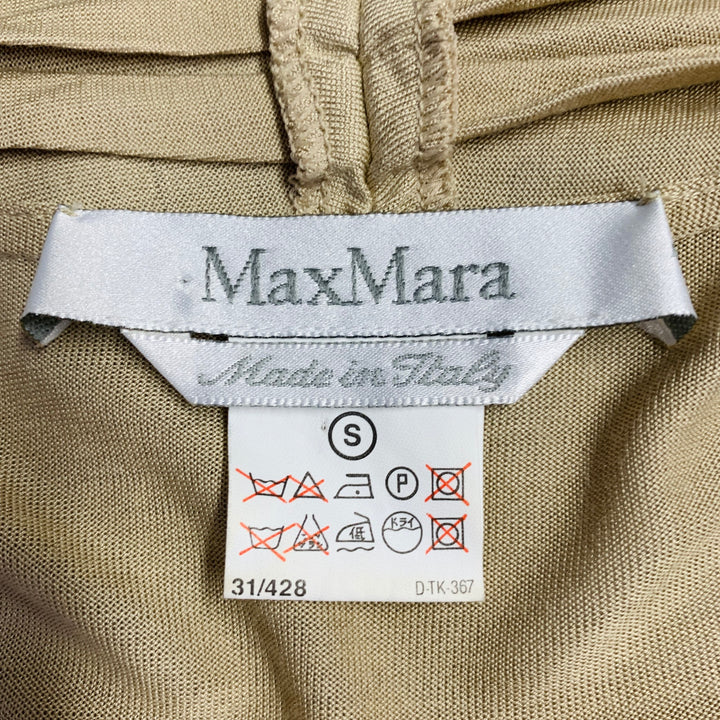 MaxMara
Made in Italy
S
P
低 ドライ
31/428 D-TK-367